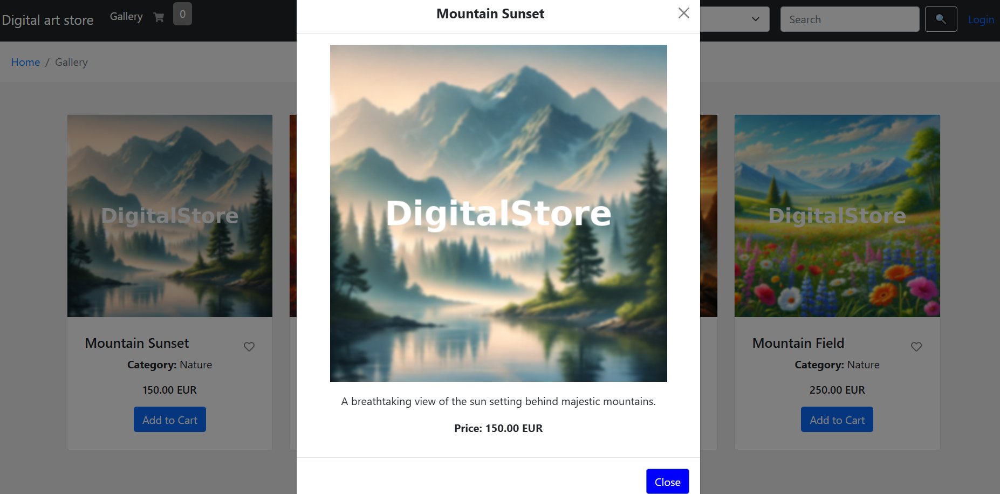 Digital art store
Gallery
0
Search
Login
Home / Gallery
Mountain Sunset
DigitalStore
A breathtaking view of the sun setting behind majestic mountains.
Price: 150.00 EUR
Close
DigitalStore
Mountain Sunset
Category: Nature
150.00 EUR
Add to Cart
DigitalStore
Mountain Field
Category: Nature
250.00 EUR
Add to Cart